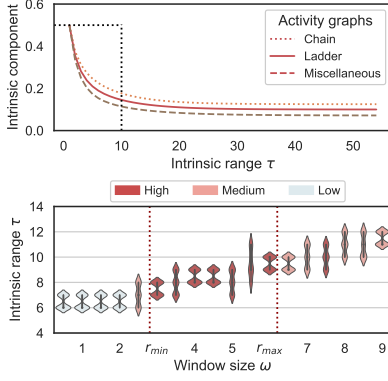 Intrinsic component
0.6
0.4
0.2
0.0
Activity graphs
Chain
Ladder
Miscellaneous
0 10 20 30 40 50
Intrinsic range τ
High Medium Low
Intrinsic range τ
14
12
10
8
6
4
1 2 r_min 4 5 r_max 7 8 9
Window size ω